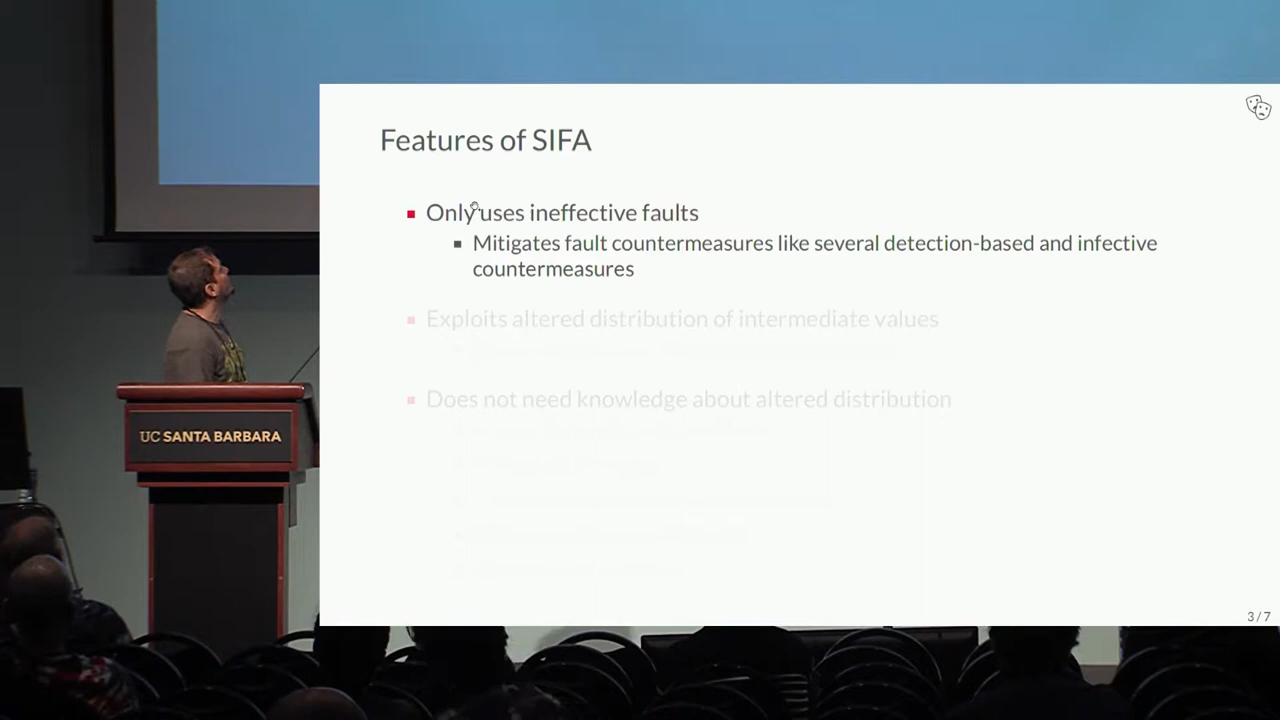 Features of SIFA
Only uses ineffective faults
Mitigates fault countermeasures like several detection-based and infective
countermeasures
Exploits altered distribution of intermediate values
Does not need knowledge about altered distribution
UC SANTA BARBARA
3 / 7